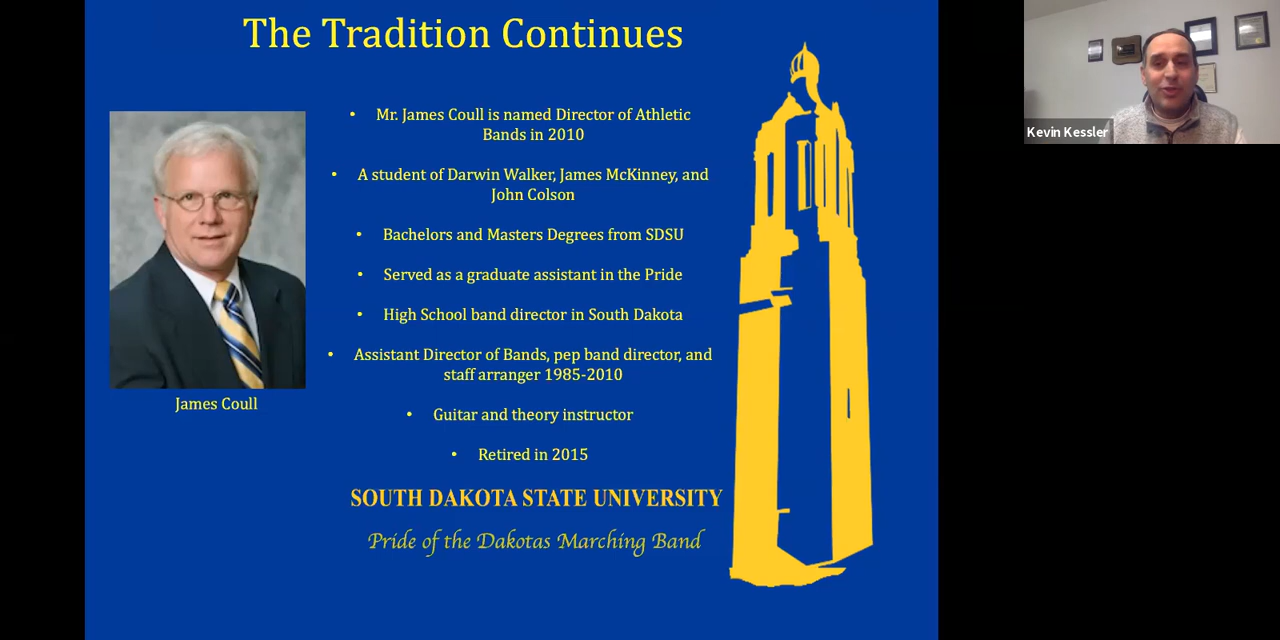 The Tradition Continues
• Mr. James Coull is named Director of Athletic
Bands in 2010
• A student of Darwin Walker, James McKinney, and
John Colson
• Bachelors and Masters Degrees from SDSU
• Served as a graduate assistant in the Pride
• High School band director in South Dakota
• Assistant Director of Bands, pep band director, and
staff arranger 1985-2010
• Guitar and theory instructor
• Retired in 2015
James Coull
SOUTH DAKOTA STATE UNIVERSITY
Pride of the Dakotas Marching Band
Kevin Kessler